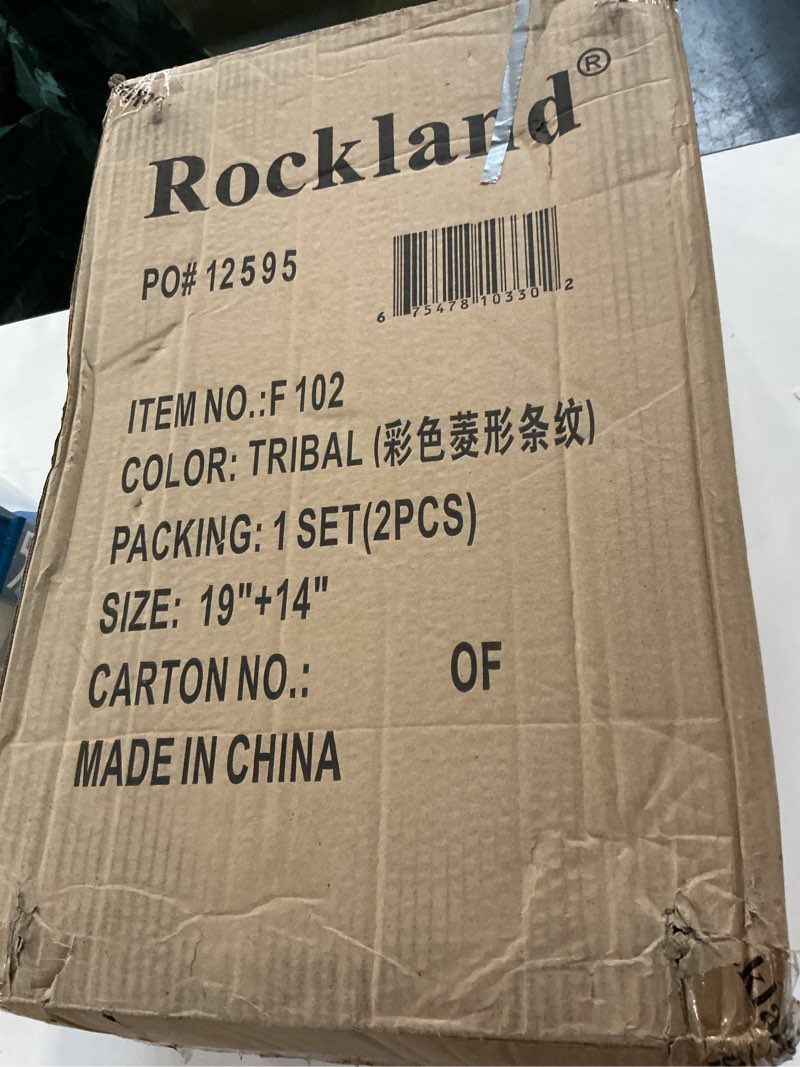 Rockland®
PO# 12595
6 75478 10330 2
ITEM NO.:F 102
COLOR: TRIBAL (彩色菱形条纹)
PACKING: 1 SET(2PCS)
SIZE: 19"+14"
CARTON NO.: OF
MADE IN CHINA
kla